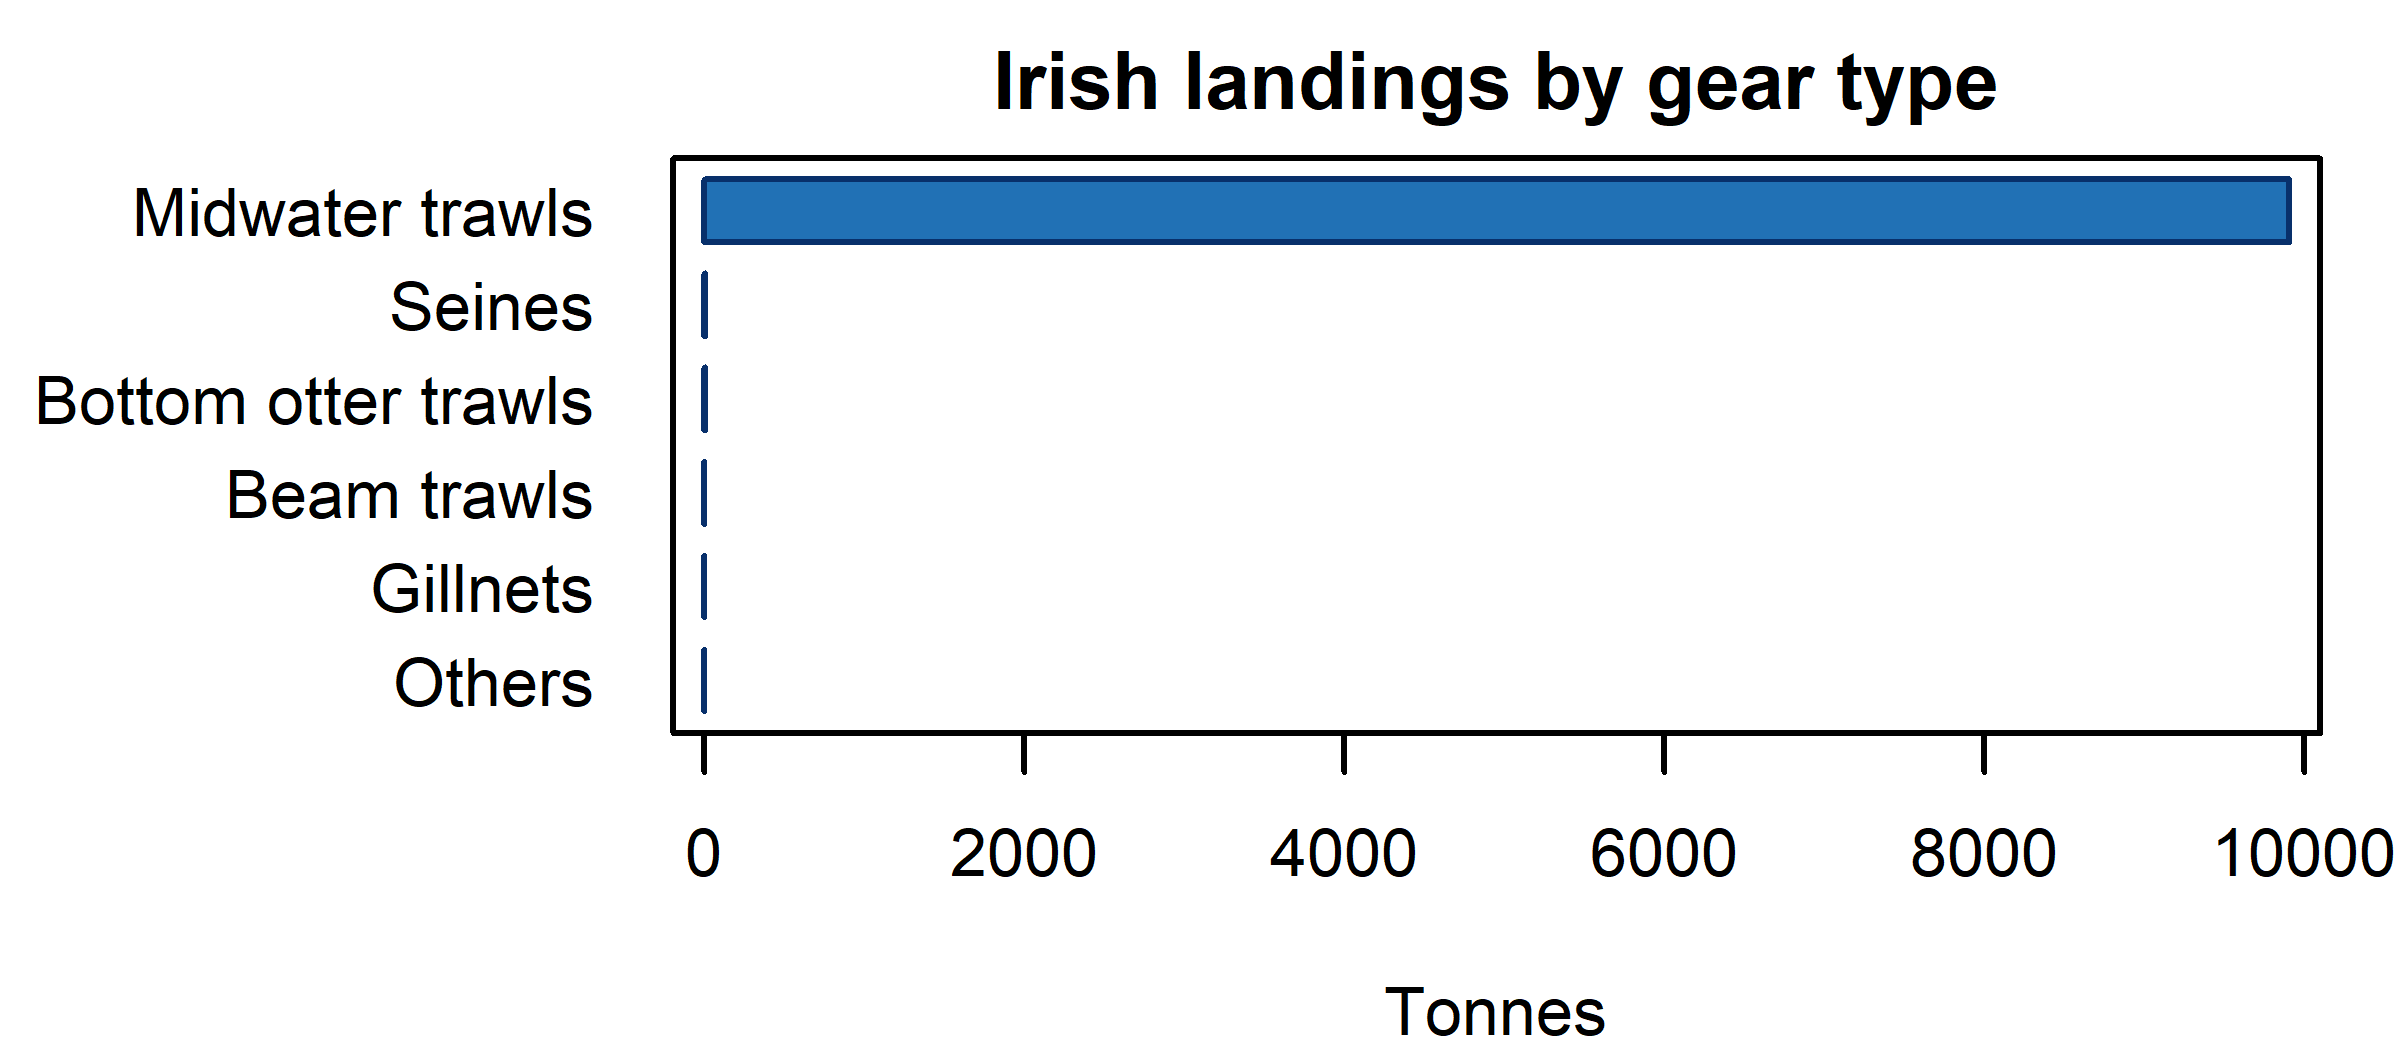 Irish landings by gear type
Midwater trawls
Seines
Bottom otter trawls
Beam trawls
Gillnets
Others
0 2000 4000 6000 8000 10000
Tonnes